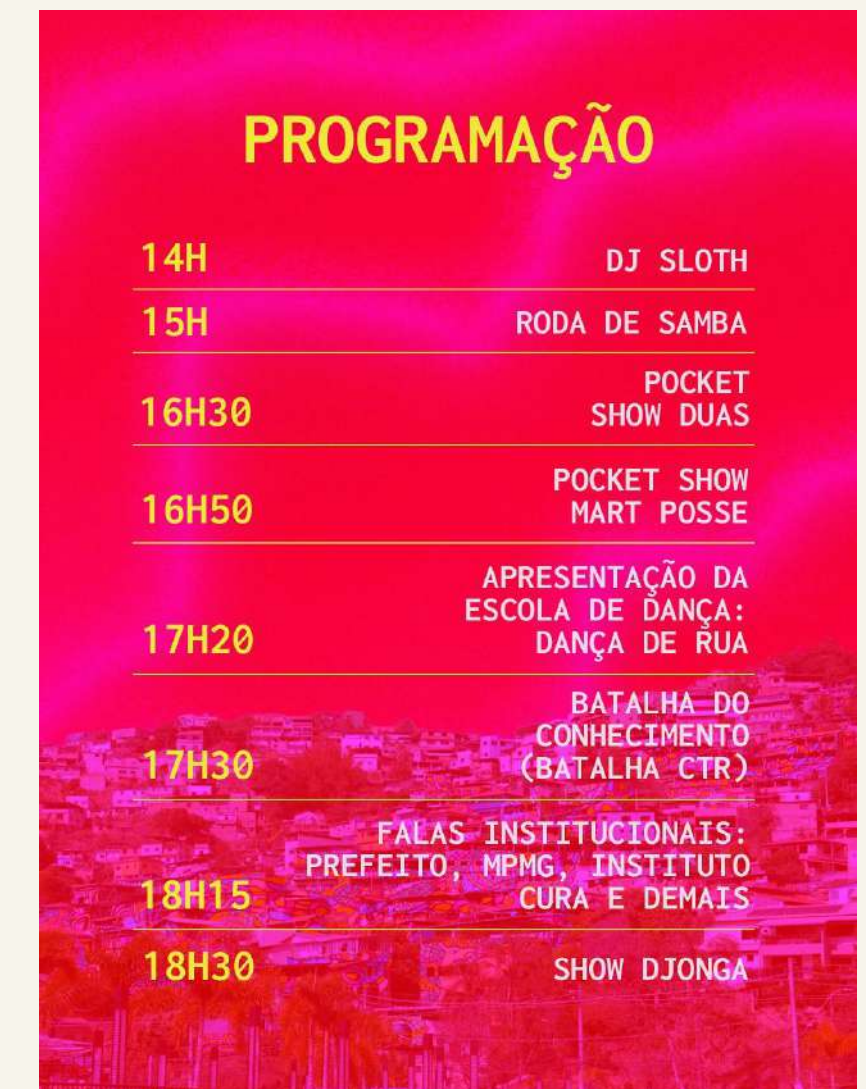 PROGRAMAÇÃO
14H DJ SLOTH
15H RODA DE SAMBA
POCKET
16H30 SHOW DUAS
POCKET SHOW
16H50 MART POSSE
APRESENTAÇÃO DA
ESCOLA DE DANÇA:
17H20 DANÇA DE RUA
BATALHA DO
CONHECIMENTO
17H30 (BATALHA CTR)
FALAS INSTITUCIONAIS:
PREFEITO, MPMG, INSTITUTO
18H15 CURA E DEMAIS
18H30 SHOW DJONGA